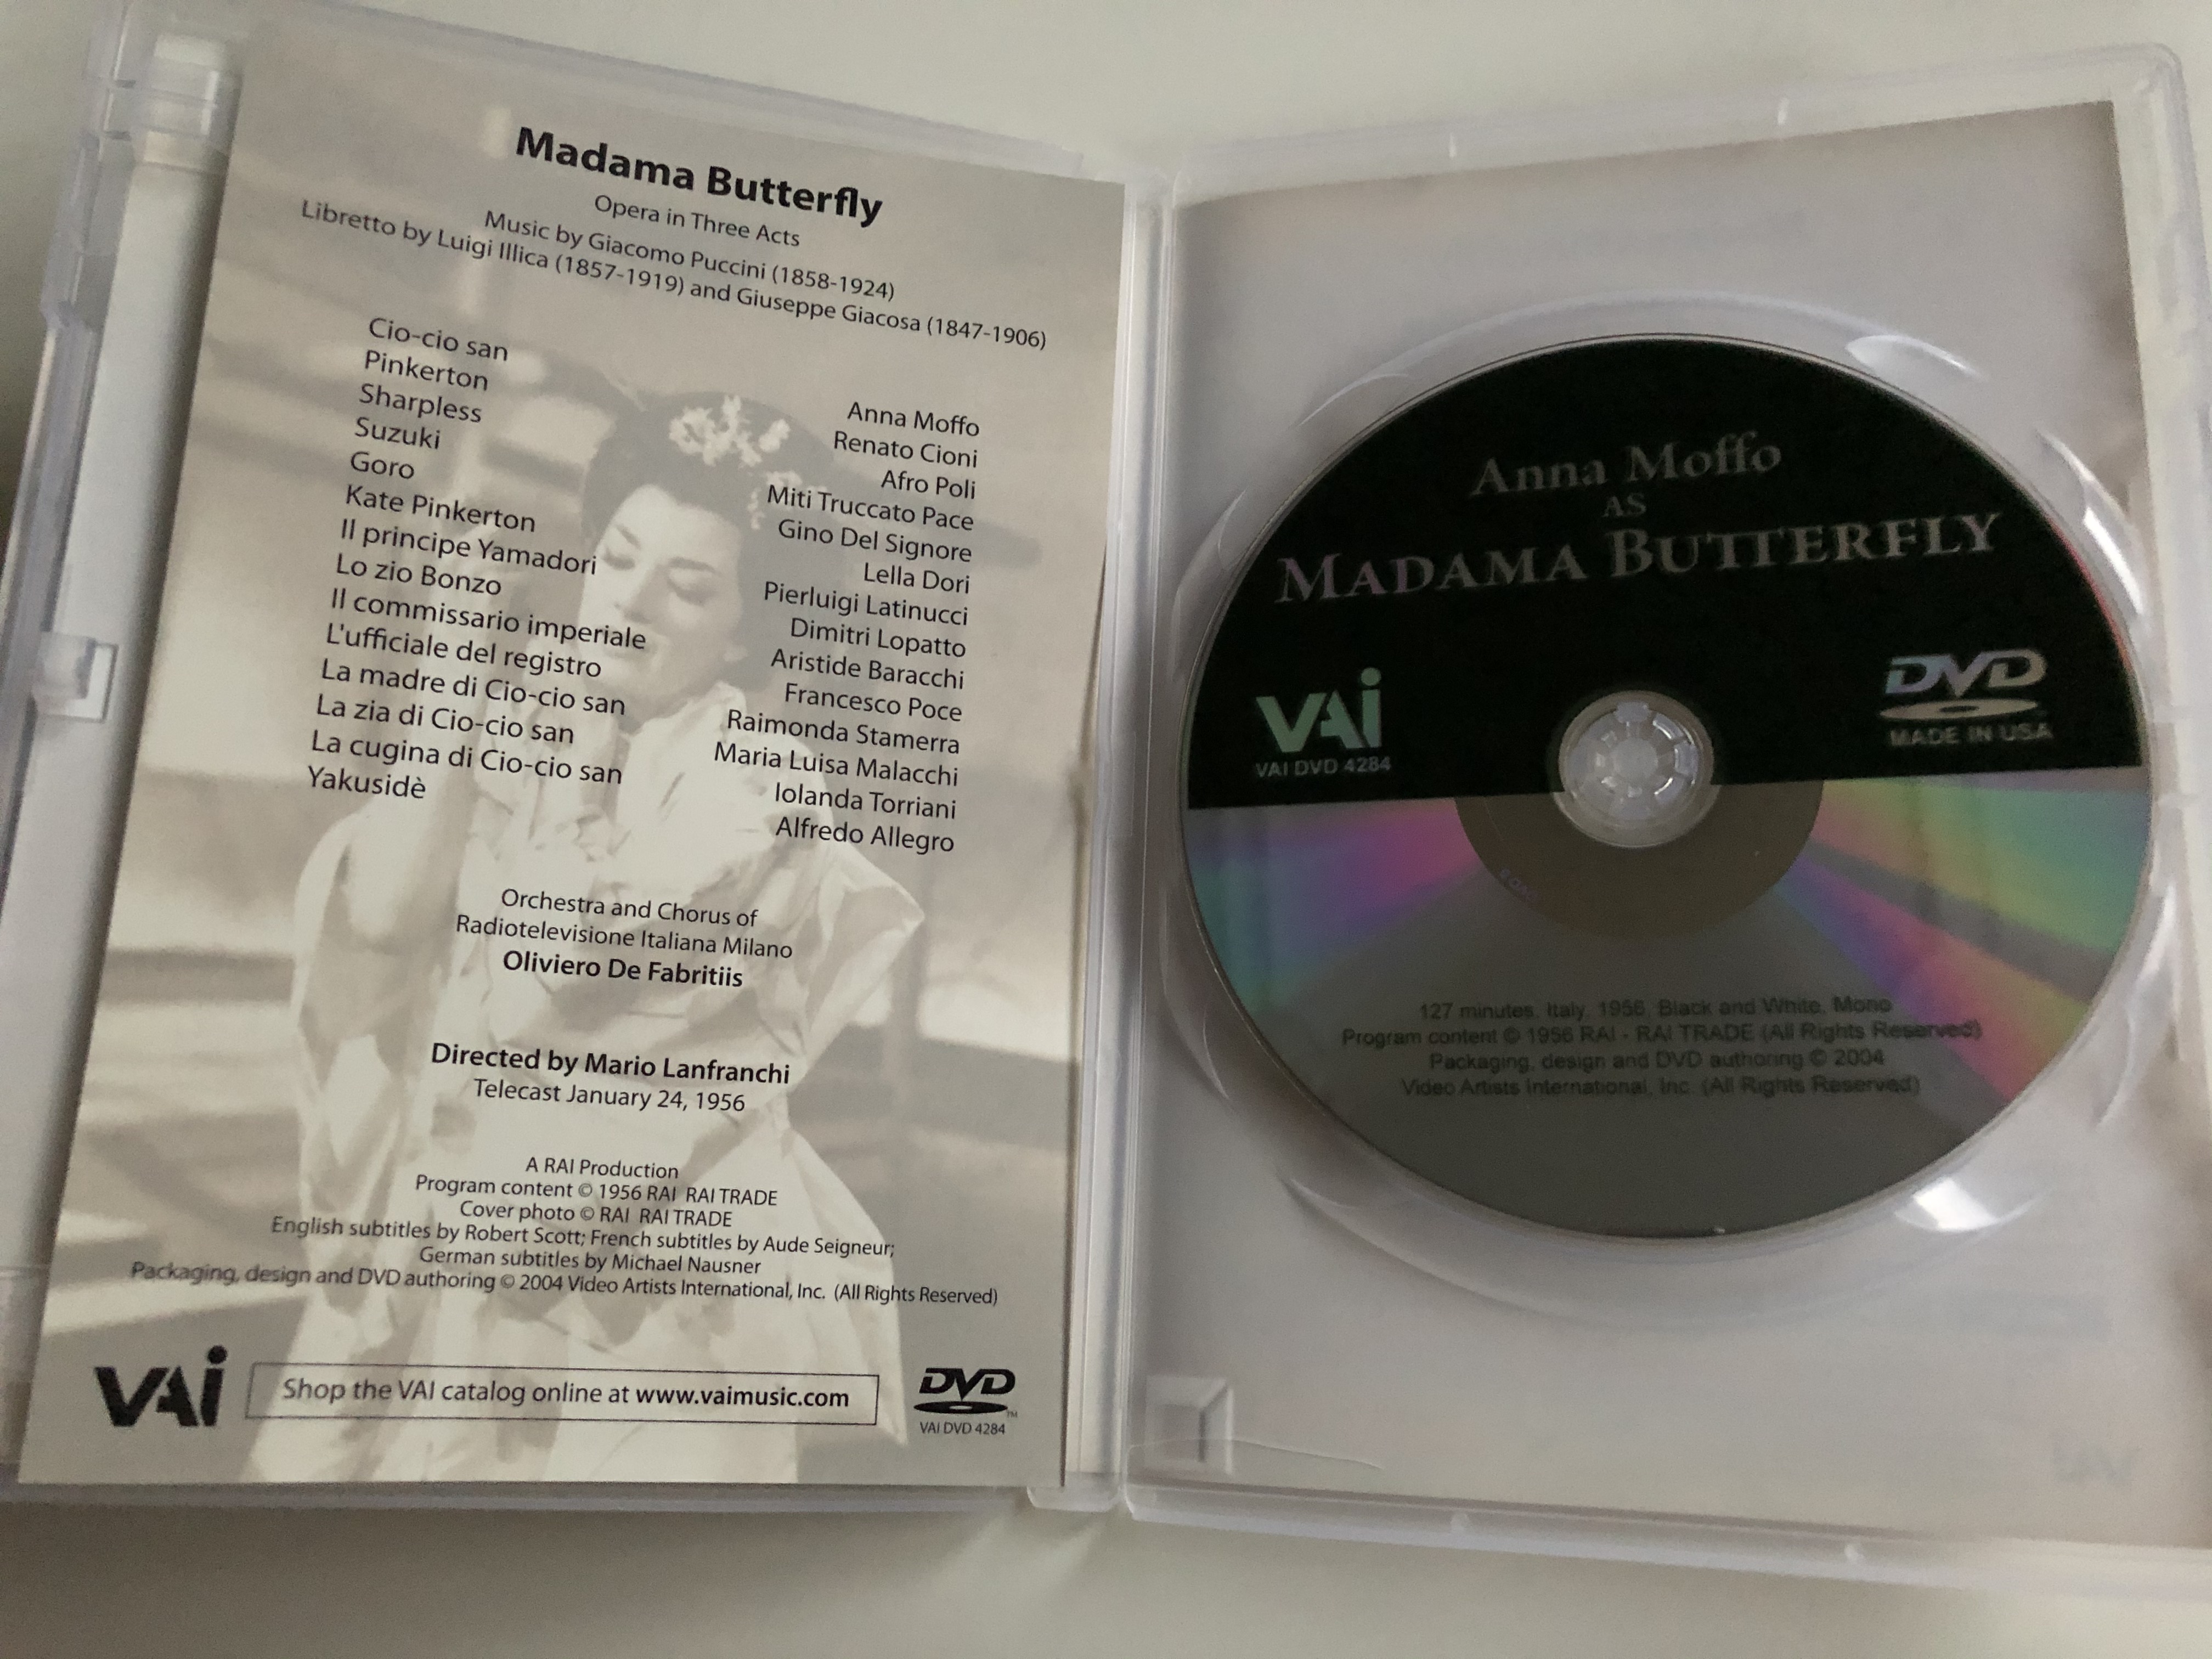 Madama Butterfly
Opera in Three Acts
Music by Giacomo Puccini (1858-1924)
Libretto by Luigi Illica (1857-1919) and Giuseppe Giacosa (1847-1906)
Cio-cio san
Pinkerton
Sharpless
Suzuki
Goro
Kate Pinkerton
Il principe Yamadori
Lo zio Bonzo
Il commissario imperiale
L'ufficiale del registro
La madre di Cio-cio san
La zia di Cio-cio san
La cugina di Cio-cio san
Yakusidè
Anna Moffo
Renato Cioni
Afro Poli
Miti Truccato Pace
Gino Del Signore
Lella Dori
Pierluigi Latinucci
Dimitri Lopatto
Aristide Baracchi
Francesco Poce
Raimonda Stamerra
Maria Luisa Malacchi
Iolanda Torriani
Alfredo Allegro
Orchestra and Chorus of
Radiotelevisione Italiana Milano
Oliviero De Fabritiis
Directed by Mario Lanfranchi
Telecast January 24, 1956
A RAI Production
Program content © 1956 RAI RAI TRADE
Cover photo © RAI RAI TRADE
English subtitles by Robert Scott; French subtitles by Aude Seigneur;
German subtitles by Michael Nausner
Packaging, design and DVD authoring © 2004 Video Artists International, Inc. (All Rights Reserved)
VAI
Shop the VAI catalog online at www.vaimusic.com
DVD™
VAI DVD 4284
Anna Moffo
AS
MADAMA BUTTERFLY
VAI
VAI DVD 4284
DVD
MADE IN USA
127 minutes, Italy, 1956, Black and White, Mono
Program content © 1956 RAI - RAI TRADE (All Rights Reserved)
Packaging, design and DVD authoring © 2004
Video Artists International, Inc. (All Rights Reserved)